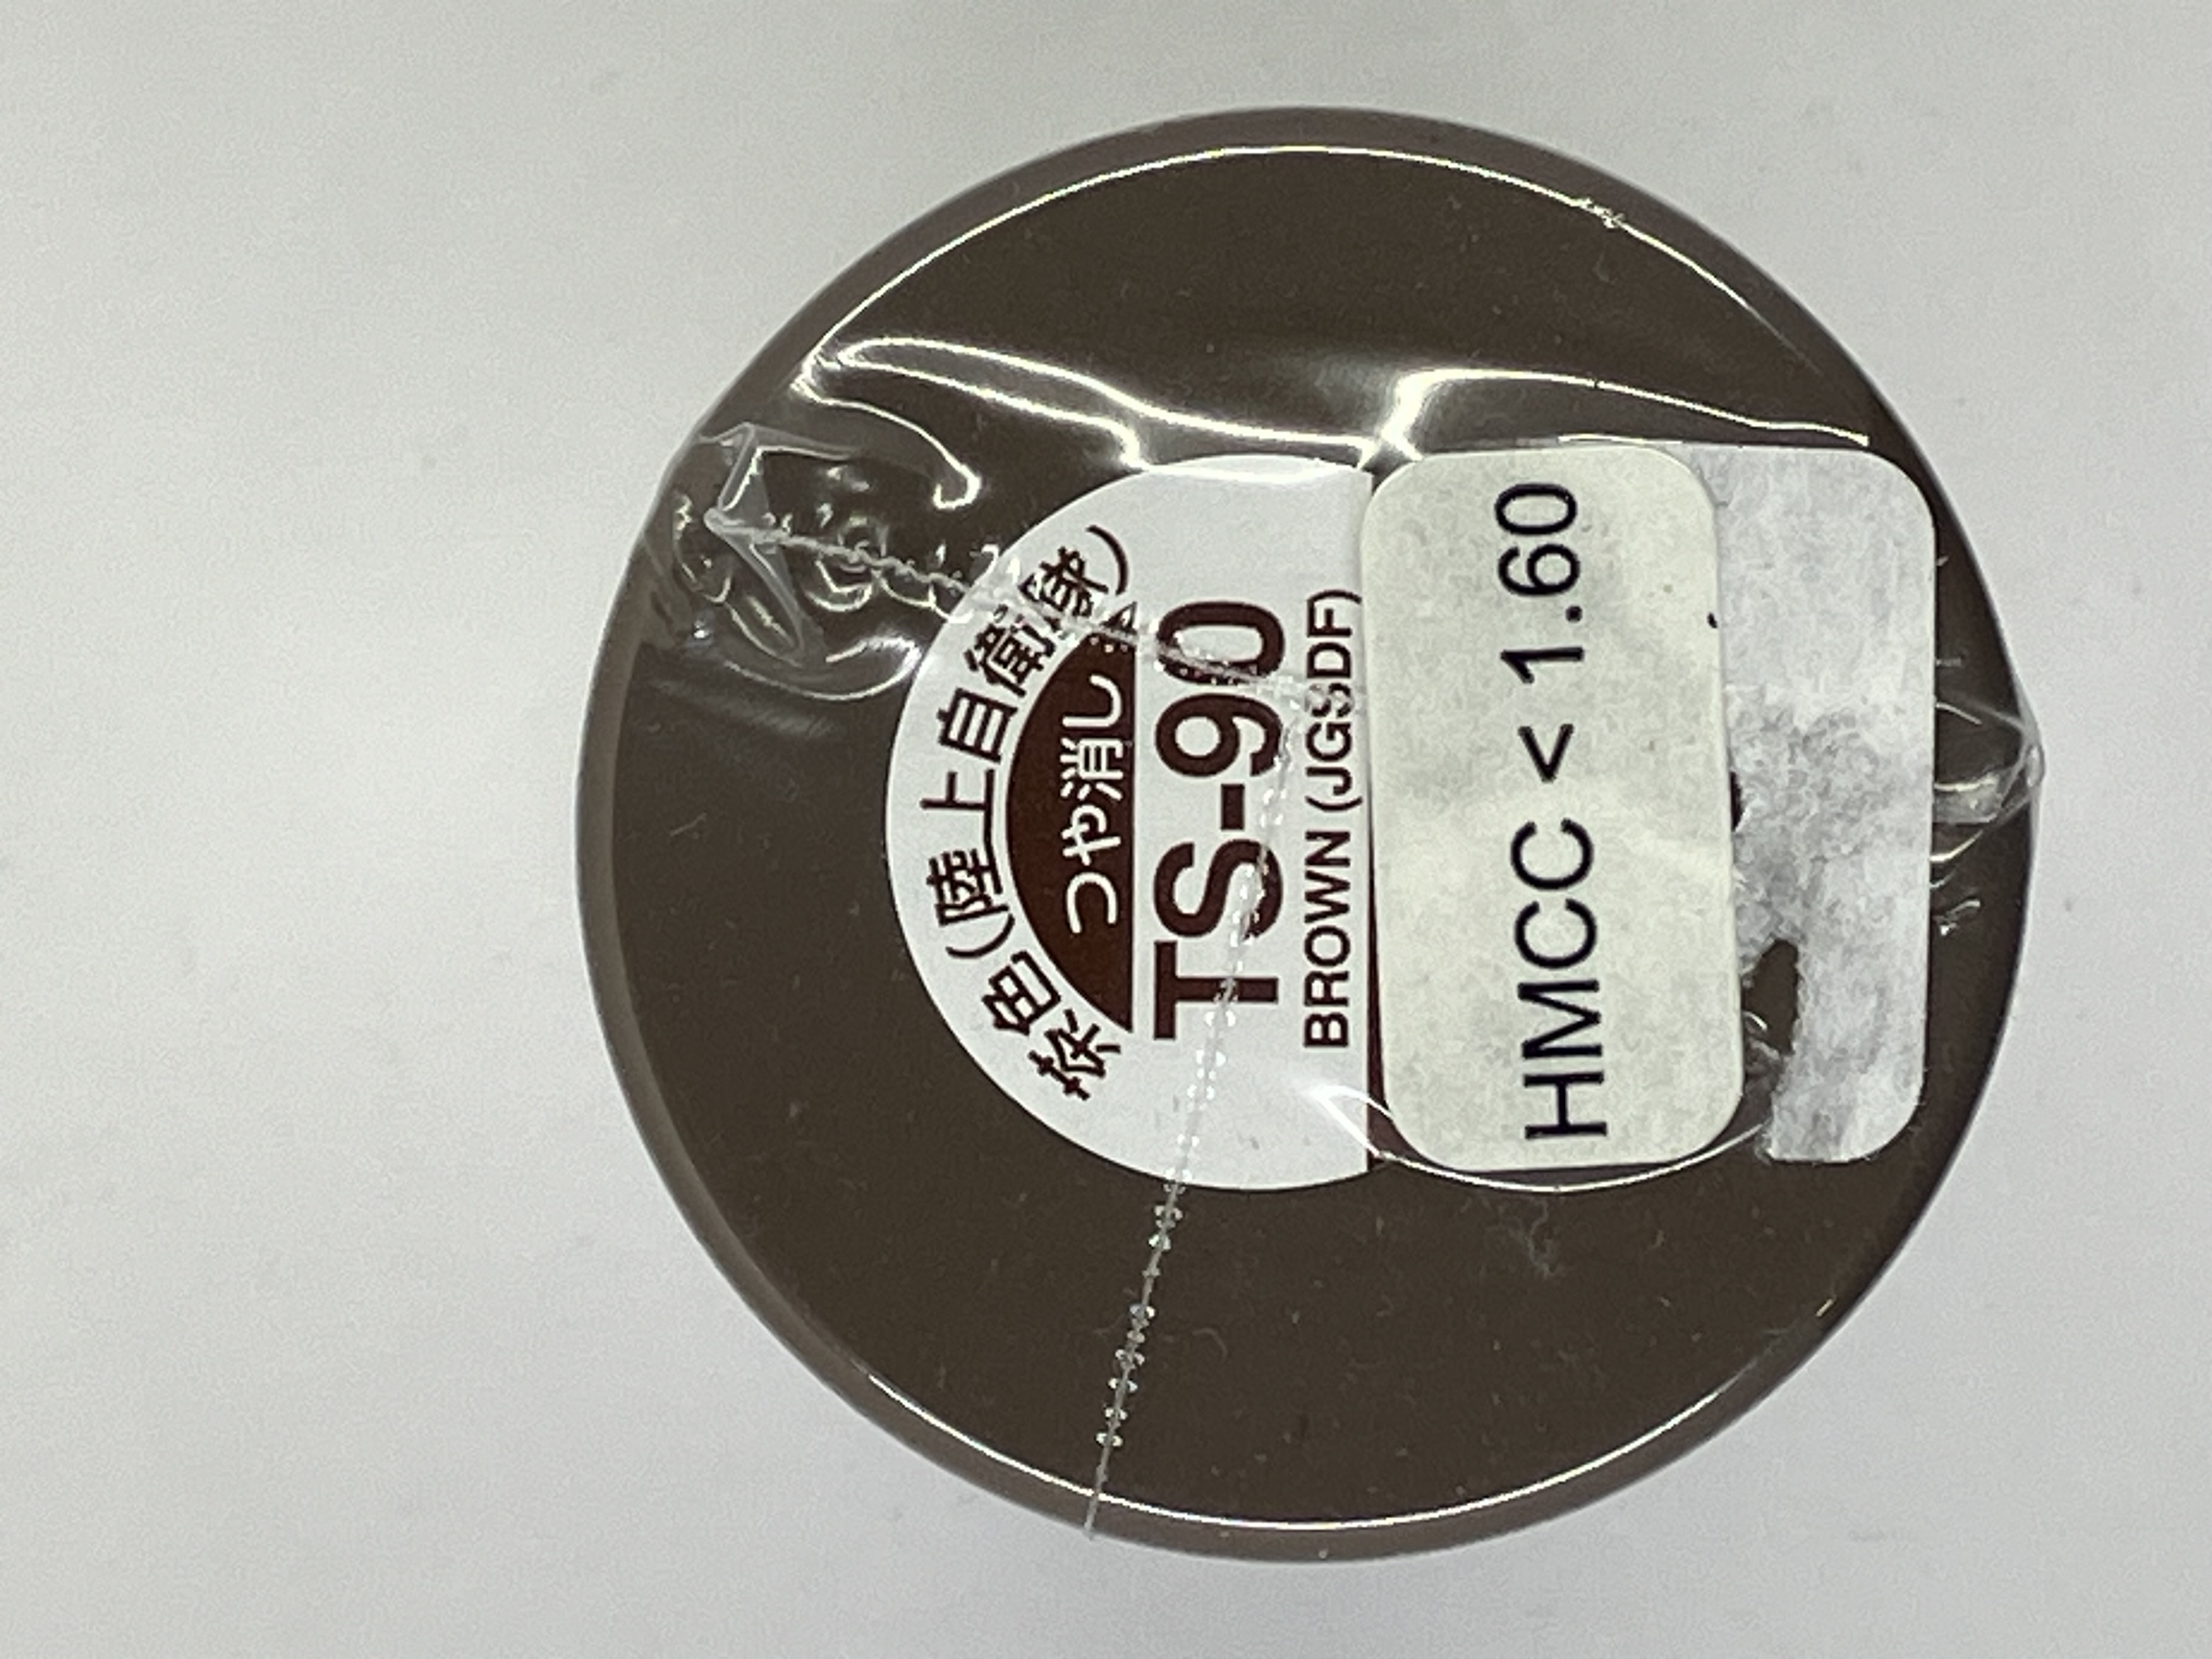 茶色(陸上自衛隊)
つや消し
TS-90
BROWN (JGSDF)
HMCC < 1.60